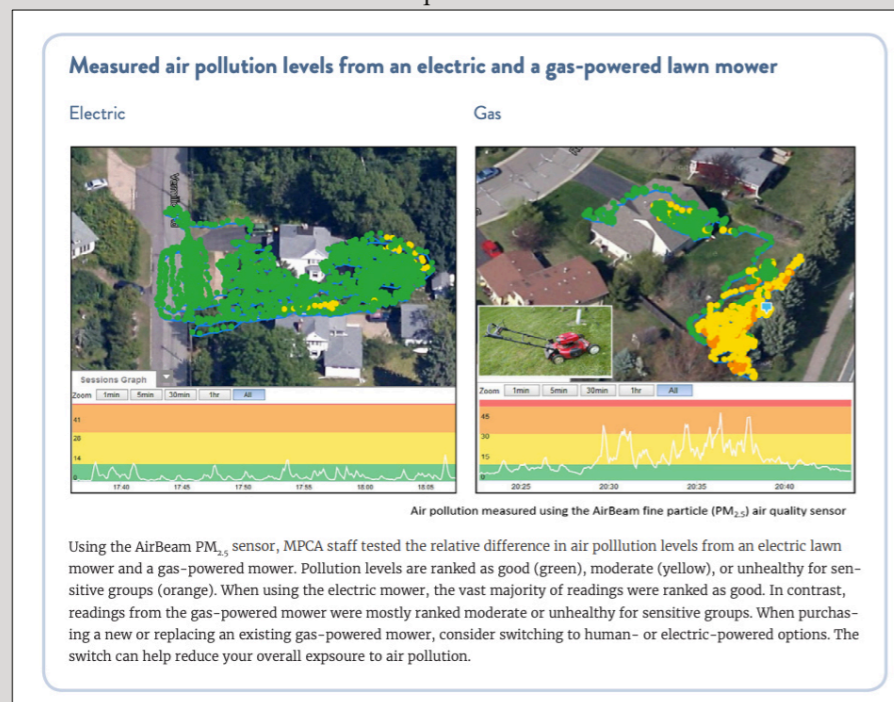 Measured air pollution levels from an electric and a gas-powered lawn mower
Electric
Gas
Sessions Graph
Zoom 1min 5min 30min 1hr All
41
28
14
0
17:40 17:45 17:50 17:55 18:00 18:05
Zoom 1min 5min 30min 1hr All
45
30
15
0
20:25 20:30 20:35 20:40
Air pollution measured using the AirBeam fine particle (PM2.5) air quality sensor
Using the AirBeam PM2.5 sensor, MPCA staff tested the relative difference in air polllution levels from an electric lawn
mower and a gas-powered mower. Pollution levels are ranked as good (green), moderate (yellow), or unhealthy for sen-
sitive groups (orange). When using the electric mower, the vast majority of readings were ranked as good. In contrast,
readings from the gas-powered mower were mostly ranked moderate or unhealthy for sensitive groups. When purchas-
ing a new or replacing an existing gas-powered mower, consider switching to human- or electric-powered options. The
switch can help reduce your overall expsoure to air pollution.